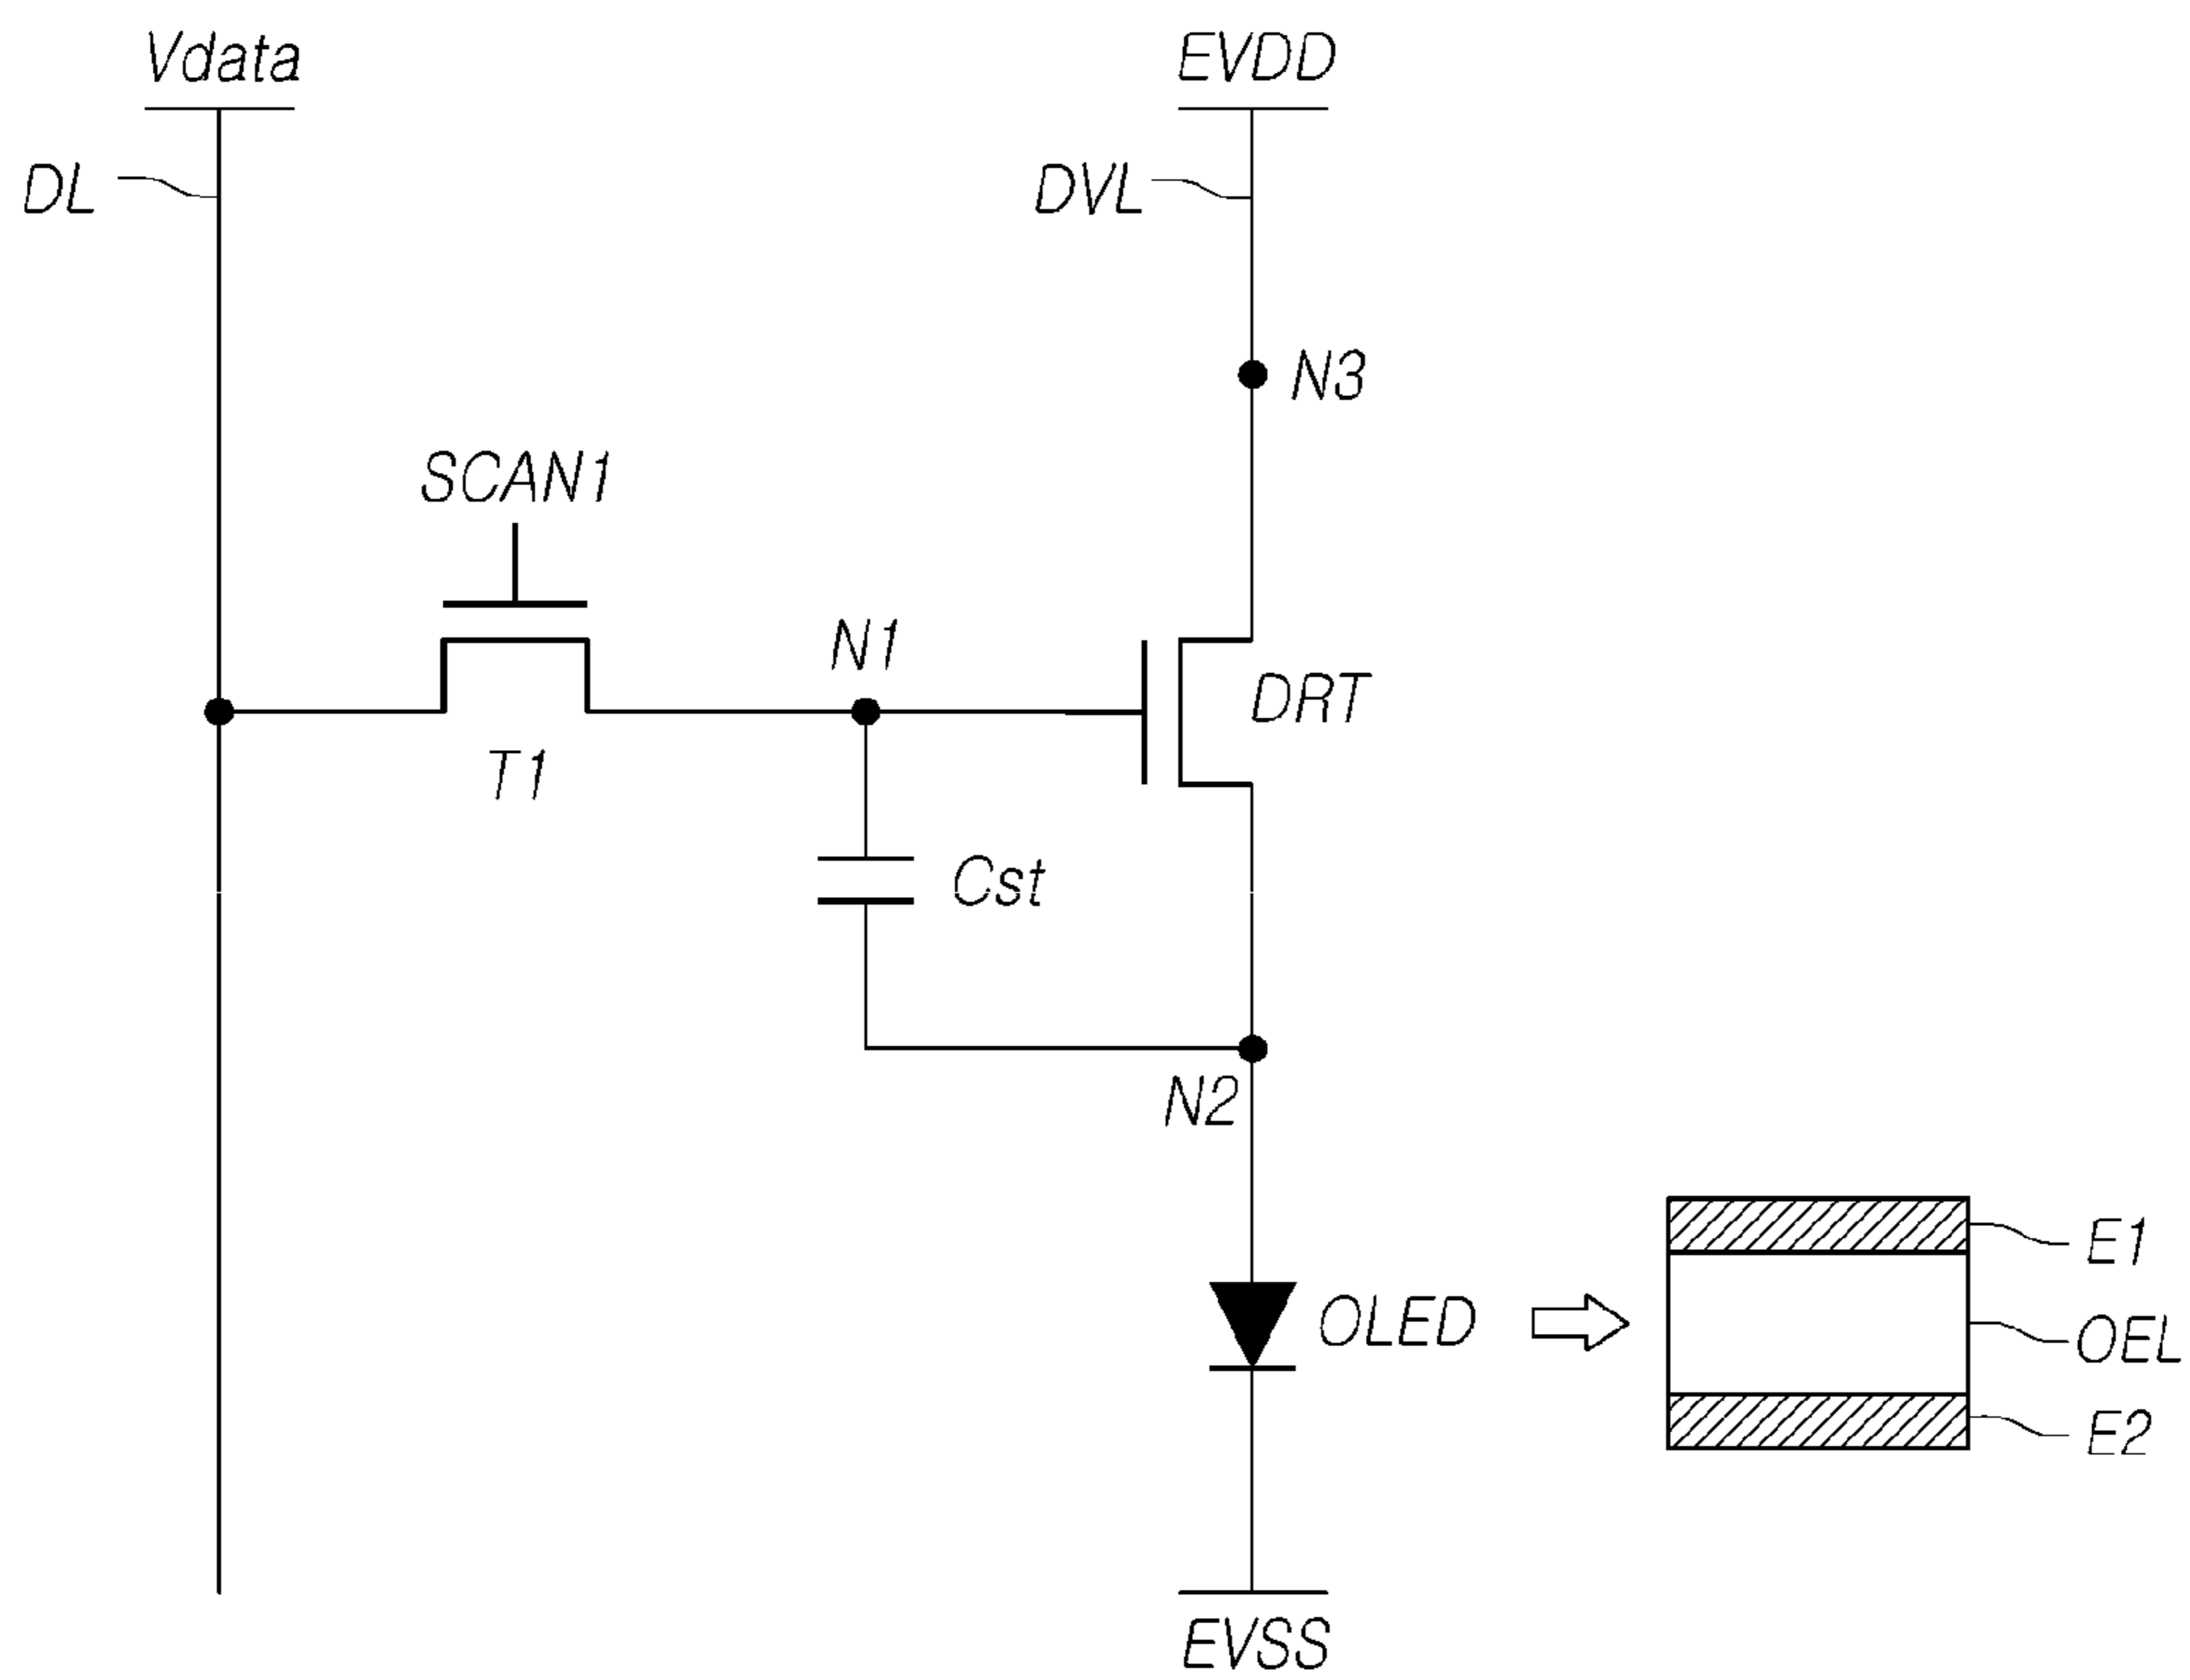 Vdata
EVDD
DL
DVL
N3
SCAN1
N1
DRT
T1
Cst
N2
E1
OLED
OEL
E2
EVSS